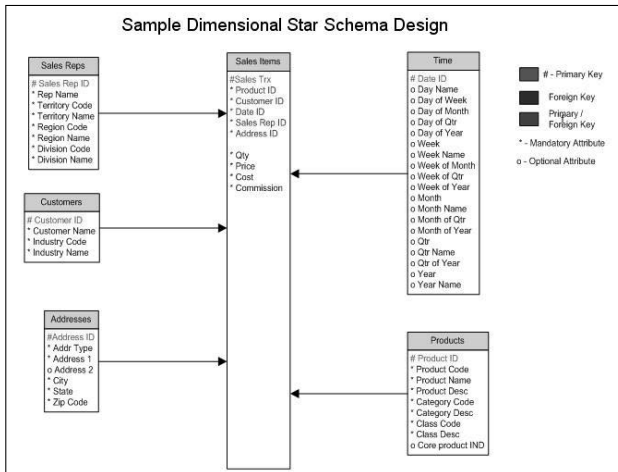 Sample Dimensional Star Schema Design
Sales Reps
# Sales Rep ID
* Rep Name
* Territory Code
* Territory Name
* Region Code
* Region Name
* Division Code
* Division Name
Customers
# Customer ID
* Customer Name
* Industry Code
* Industry Name
Addresses
#Address ID
* Addr Type
* Address 1
o Address 2
* City
* State
* Zip Code
Sales Items
#Sales Trx
* Product ID
* Customer ID
* Date ID
* Sales Rep ID
* Address ID
* Qty
* Price
* Cost
* Commission
Time
# Date ID
o Day Name
o Day of Week
o Day of Month
o Day of Qtr
o Day of Year
o Week
o Week Name
o Week of Month
o Week of Qtr
o Week of Year
o Month
o Month Name
o Month of Qtr
o Month of Year
o Qtr
o Qtr Name
o Qtr of Year
o Year
o Year Name
Products
# Product ID
* Product Code
* Product Name
* Product Desc
* Category Code
* Category Desc
* Class Code
* Class Desc
o Core product IND
# - Primary Key
Foreign Key
Primary /
Foreign Key
* - Mandatory Attribute
o - Optional Attribute